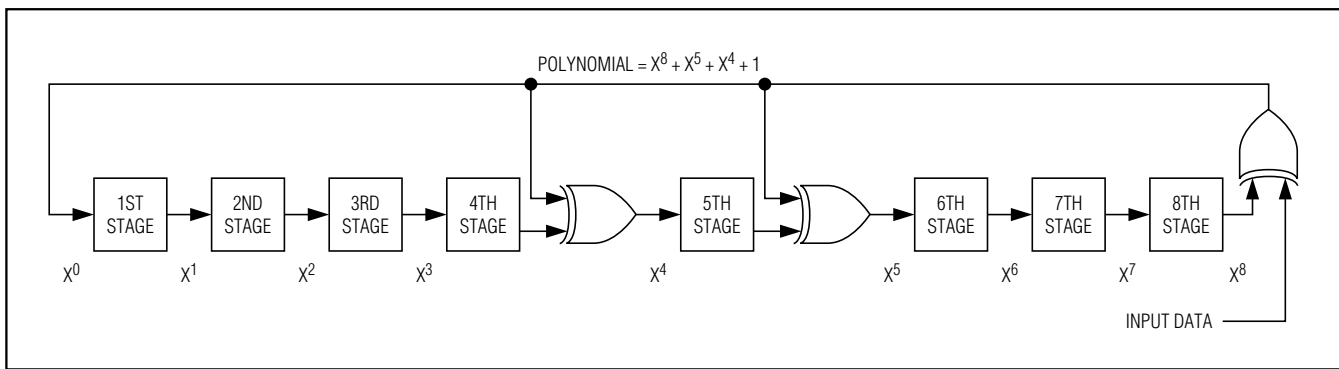 POLYNOMIAL = X⁸ + X⁵ + X⁴ + 1
1ST
STAGE
2ND
STAGE
3RD
STAGE
4TH
STAGE
5TH
STAGE
6TH
STAGE
7TH
STAGE
8TH
STAGE
X⁰ X¹ X² X³ X⁴ X⁵ X⁶ X⁷ X⁸
INPUT DATA